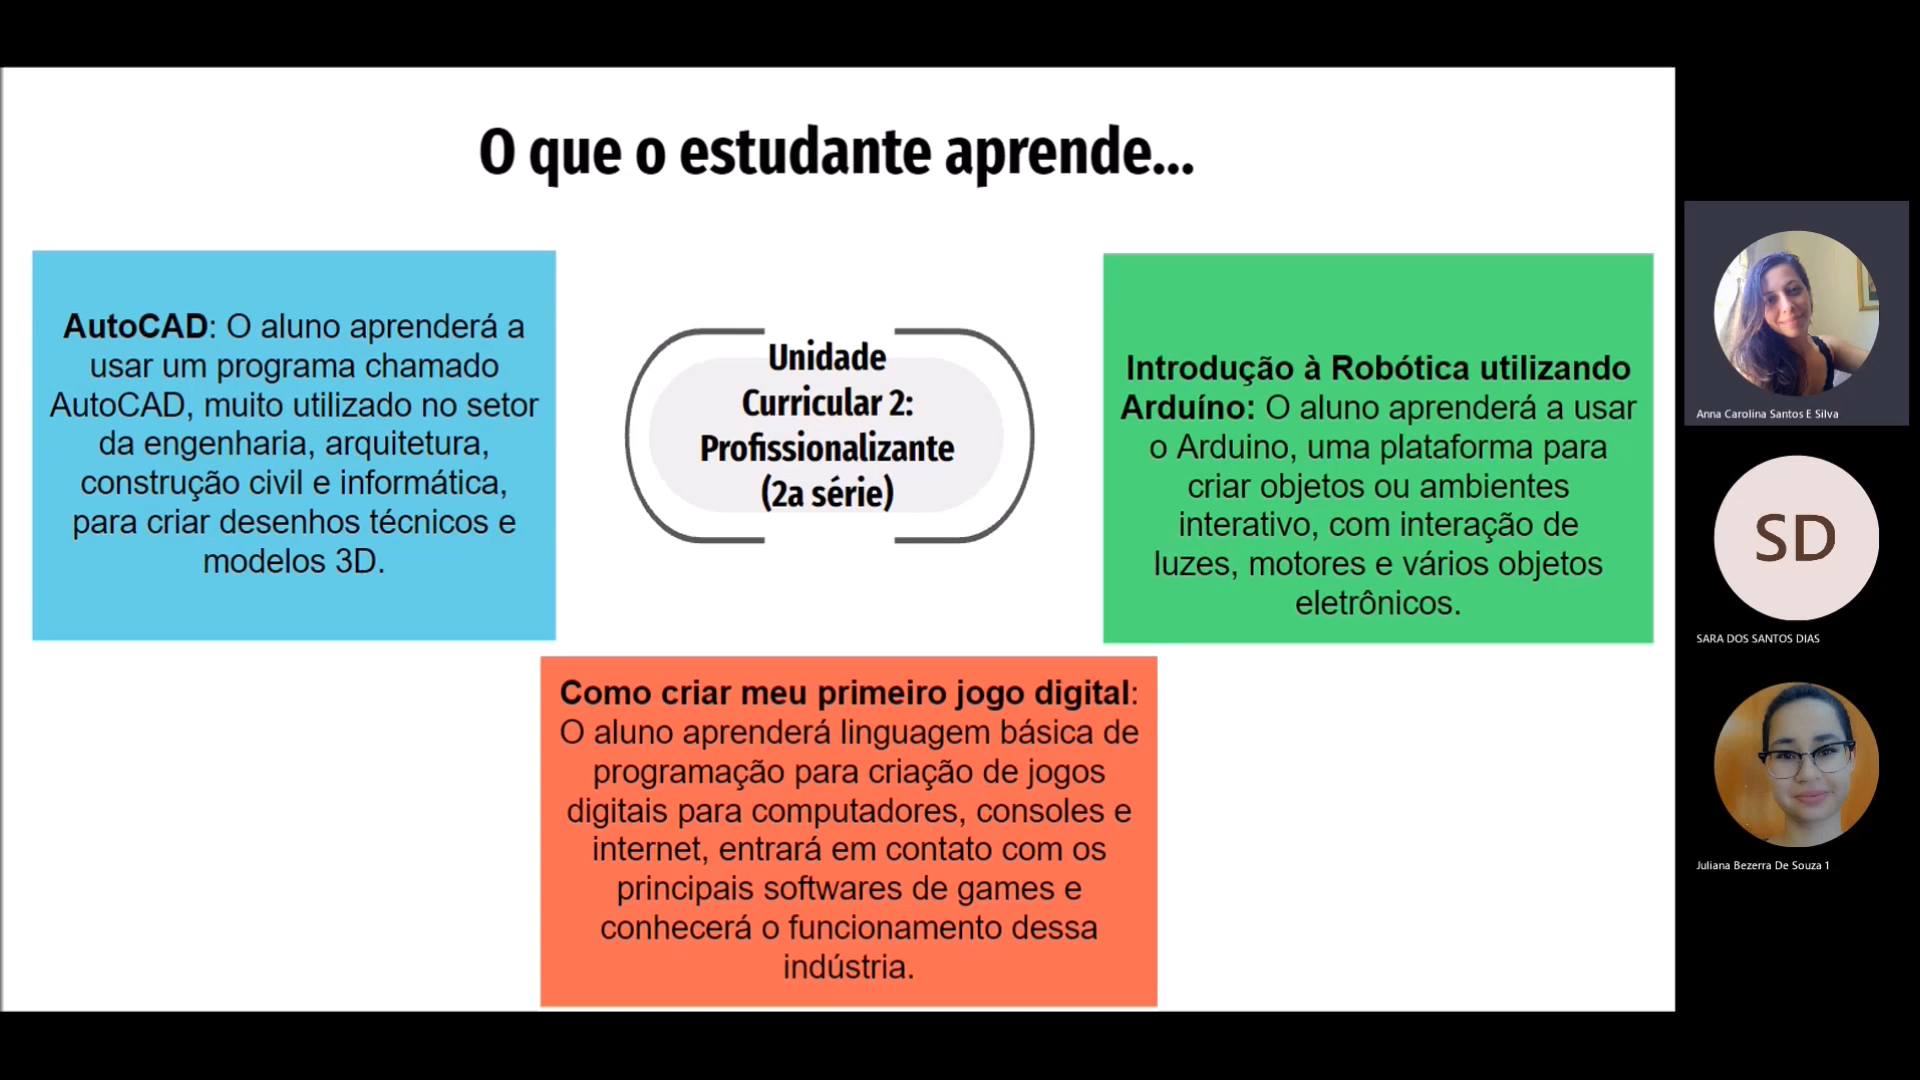 O que o estudante aprende...
AutoCAD: O aluno aprenderá a
usar um programa chamado
AutoCAD, muito utilizado no setor
da engenharia, arquitetura,
construção civil e informática,
para criar desenhos técnicos e
modelos 3D.
Unidade
Curricular 2:
Profissionalizante
(2a série)
Introdução à Robótica utilizando
Arduíno: O aluno aprenderá a usar
o Arduino, uma plataforma para
criar objetos ou ambientes
interativo, com interação de
luzes, motores e vários objetos
eletrônicos.
Como criar meu primeiro jogo digital:
O aluno aprenderá linguagem básica de
programação para criação de jogos
digitais para computadores, consoles e
internet, entrará em contato com os
principais softwares de games e
conhecerá o funcionamento dessa
indústria.
Anna Carolina Santos E Silva
SD
SARA DOS SANTOS DIAS
Juliana Bezerra De Souza 1